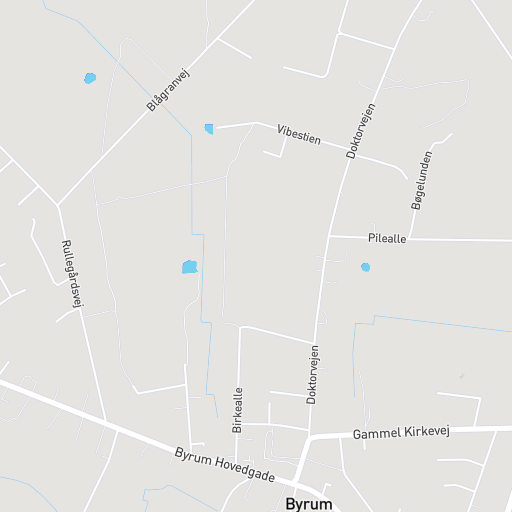 Blågranvej
Vibestien
Doktorvejen
Bøgelunden
Pilealle
Rullegårdsvej
Doktorvejen
Birkealle
Gammel Kirkevej
Byrum Hovedgade
Byrum